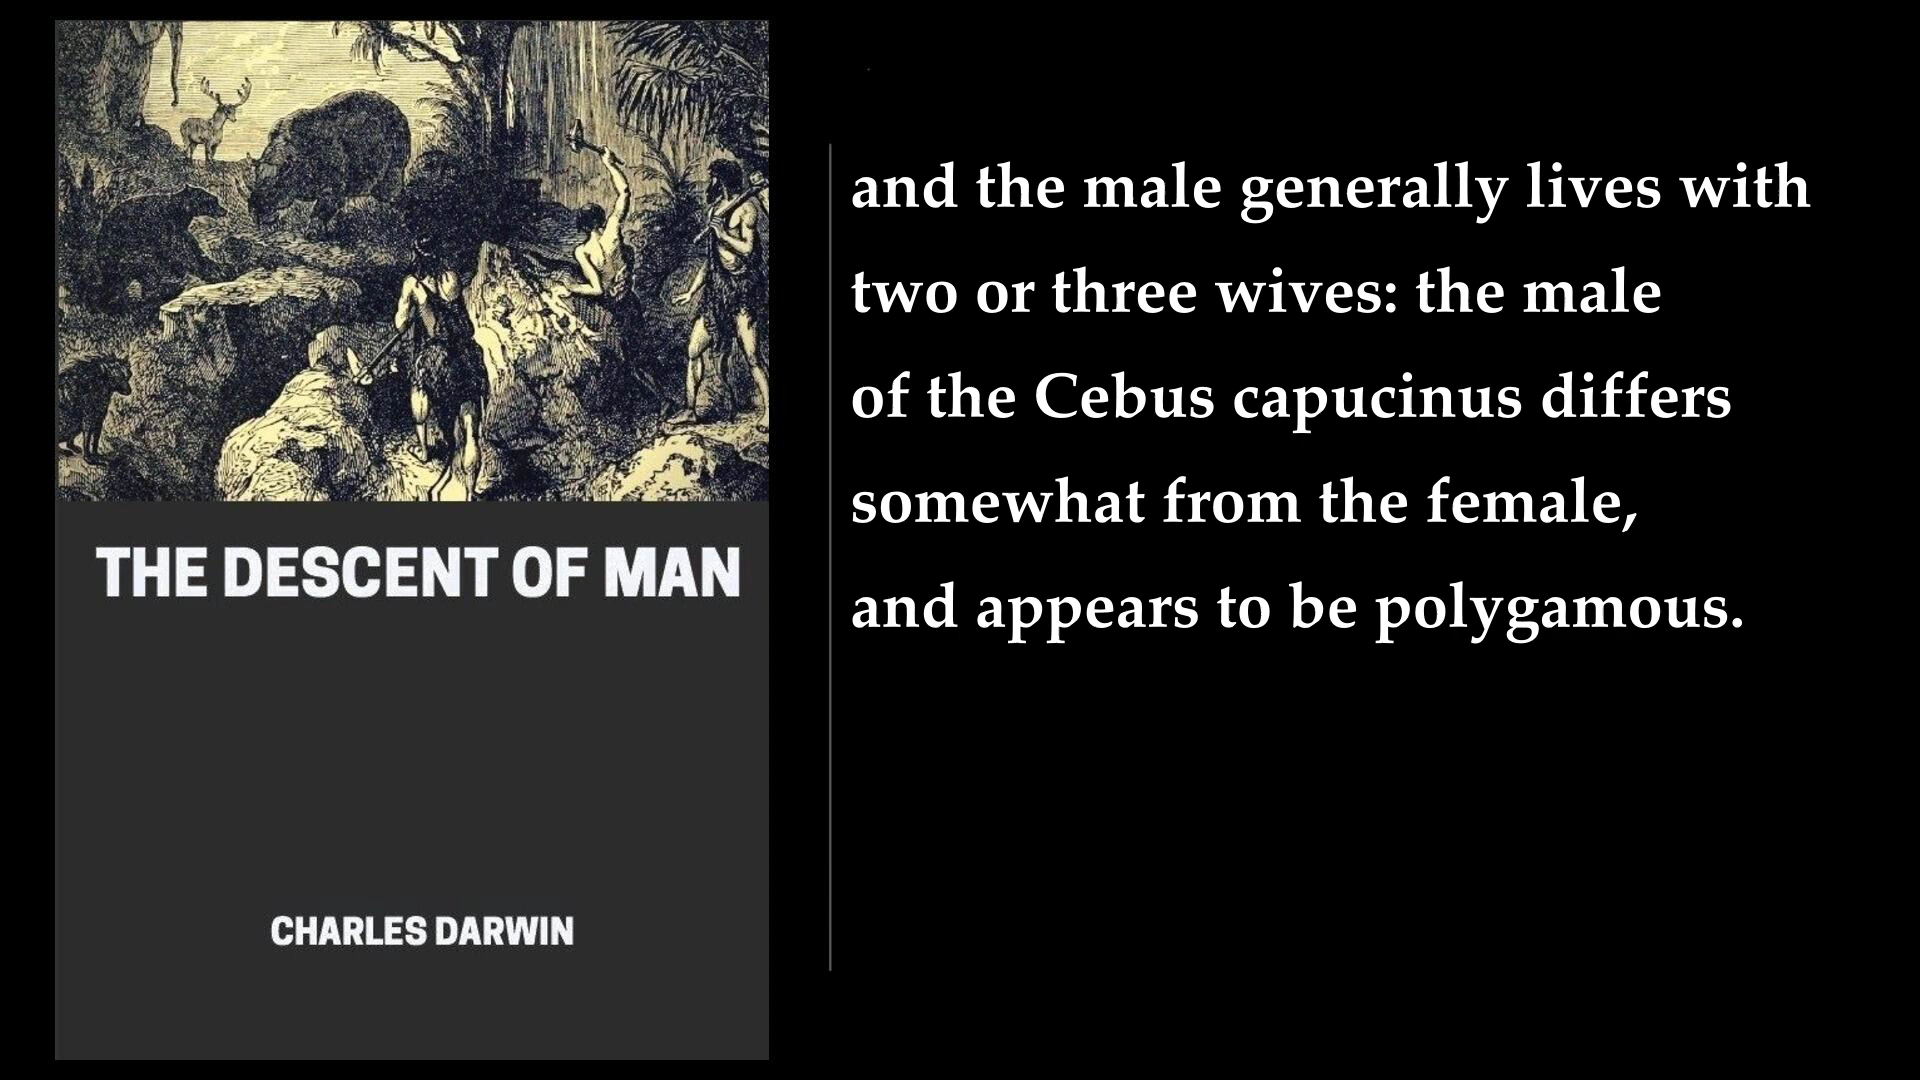 THE DESCENT OF MAN
CHARLES DARWIN
and the male generally lives with
two or three wives: the male
of the Cebus capucinus differs
somewhat from the female,
and appears to be polygamous.